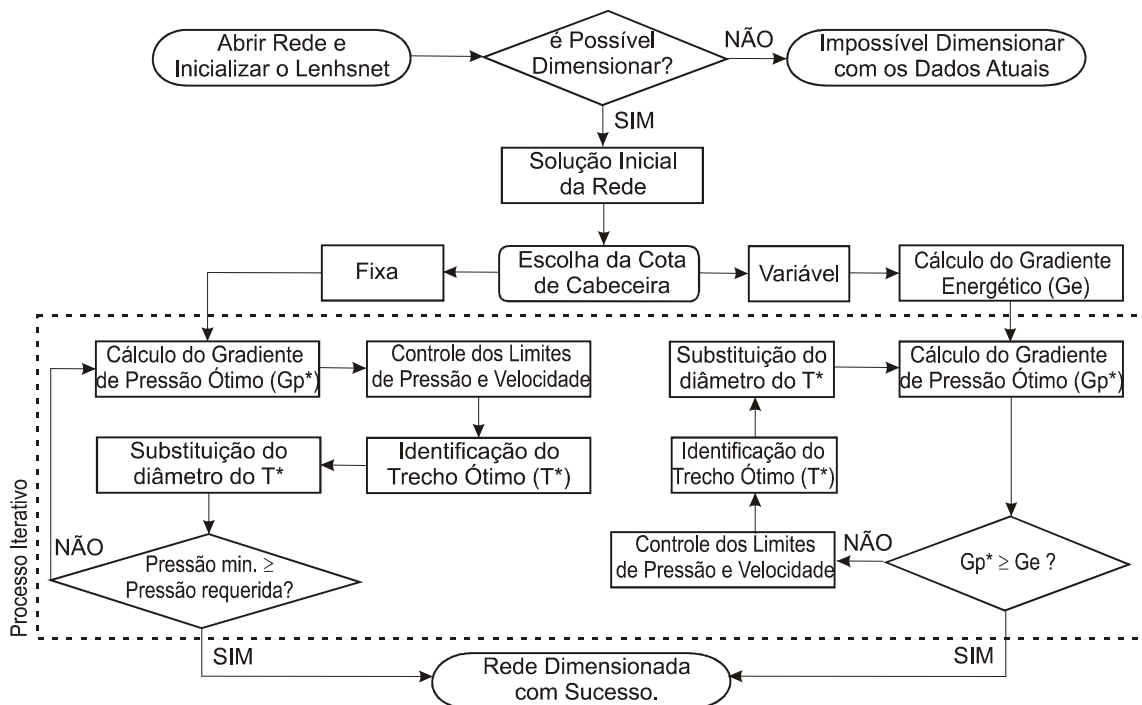 Abrir Rede e
Inicializar o Lenhsnet
é Possível
Dimensionar?
NÃO
Impossível Dimensionar
com os Dados Atuais
SIM
Solução Inicial
da Rede
Fixa
Escolha da Cota
de Cabeceira
Variável
Cálculo do Gradiente
Energético (Ge)
Processo Iterativo
Cálculo do Gradiente
de Pressão Ótimo (Gp*)
Controle dos Limites
de Pressão e Velocidade
Substituição do
diâmetro do T*
Identificação do
Trecho Ótimo (T*)
NÃO
Pressão min. ≥
Pressão requerida?
SIM
Substituição do
diâmetro do T*
Cálculo do Gradiente
de Pressão Ótimo (Gp*)
Identificação do
Trecho Ótimo (T*)
Controle dos Limites
de Pressão e Velocidade
NÃO
Gp* ≥ Ge ?
SIM
Rede Dimensionada
com Sucesso.